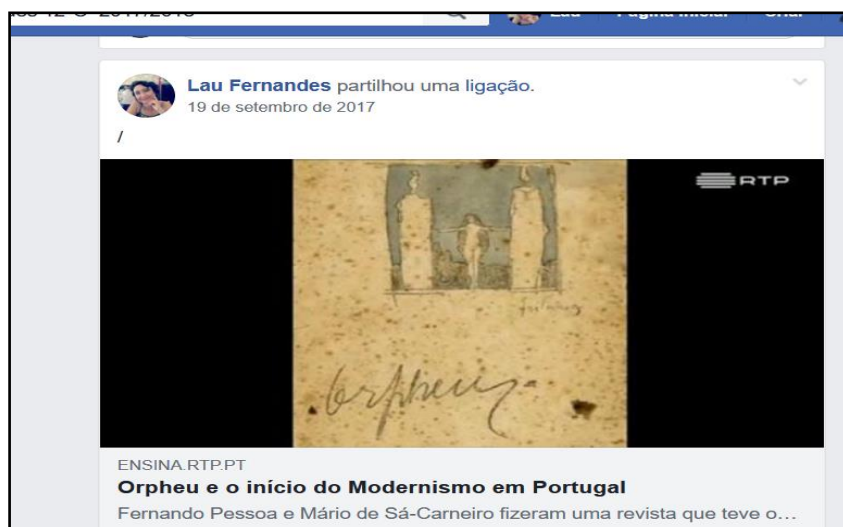 Lau Fernandes partilhou uma ligação.
19 de setembro de 2017
/
RTP
Orpheu
ENSINA.RTP.PT
Orpheu e o início do Modernismo em Portugal
Fernando Pessoa e Mário de Sá-Carneiro fizeram uma revista que teve o...